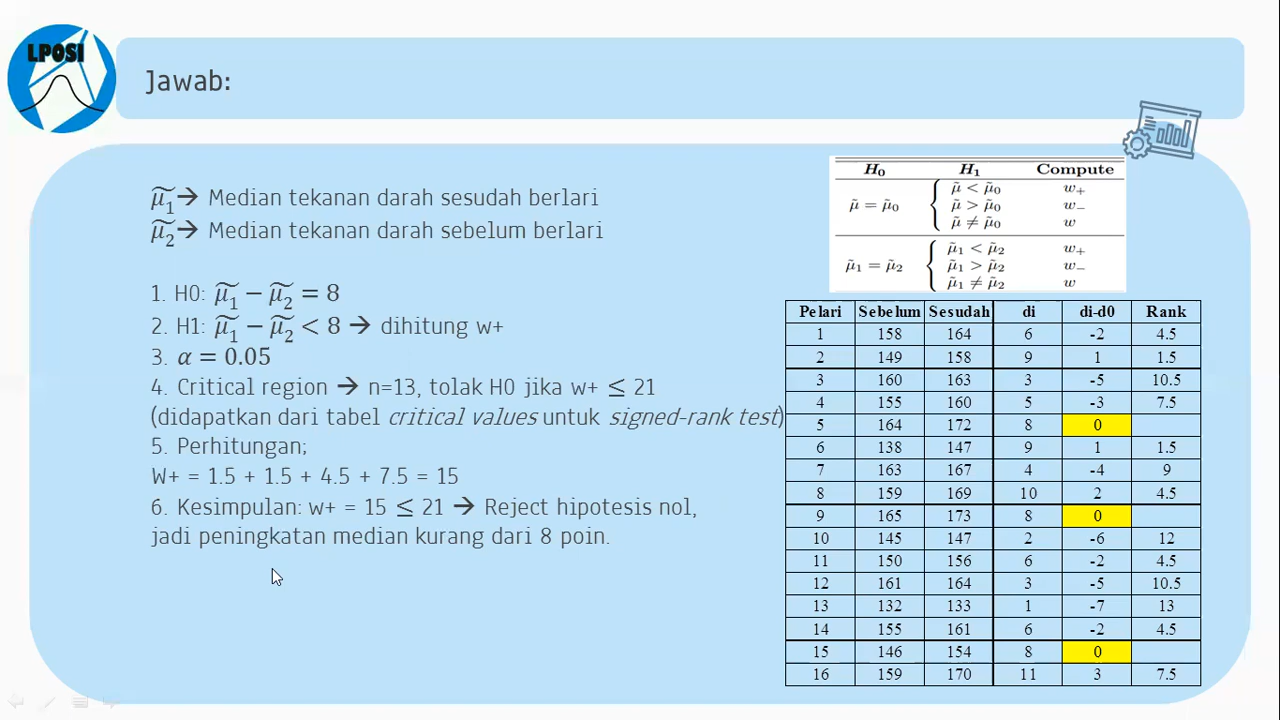 LPOSI
Jawab:
μ̃₁→ Median tekanan darah sesudah berlari
μ̃₂→ Median tekanan darah sebelum berlari
1. H0: μ̃₁ − μ̃₂ = 8
2. H1: μ̃₁ − μ̃₂ < 8 → dihitung w+
3. α = 0.05
4. Critical region → n=13, tolak H0 jika w+ ≤ 21
(didapatkan dari tabel critical values untuk signed-rank test)
5. Perhitungan;
W+ = 1.5 + 1.5 + 4.5 + 7.5 = 15
6. Kesimpulan: w+ = 15 ≤ 21 → Reject hipotesis nol,
jadi peningkatan median kurang dari 8 poin.
H₀ H₁ Compute
μ̃ < μ̃₀ w₊
μ̃ = μ̃₀ μ̃ > μ̃₀ w₋
μ̃ ≠ μ̃₀ w
μ̃₁ < μ̃₂ w₊
μ̃₁ = μ̃₂ μ̃₁ > μ̃₂ w₋
μ̃₁ ≠ μ̃₂ w
Pelari Sebelum Sesudah di di-d0 Rank
1 158 164 6 -2 4.5
2 149 158 9 1 1.5
3 160 163 3 -5 10.5
4 155 160 5 -3 7.5
5 164 172 8 0
6 138 147 9 1 1.5
7 163 167 4 -4 9
8 159 169 10 2 4.5
9 165 173 8 0
10 145 147 2 -6 12
11 150 156 6 -2 4.5
12 161 164 3 -5 10.5
13 132 133 1 -7 13
14 155 161 6 -2 4.5
15 146 154 8 0
16 159 170 11 3 7.5